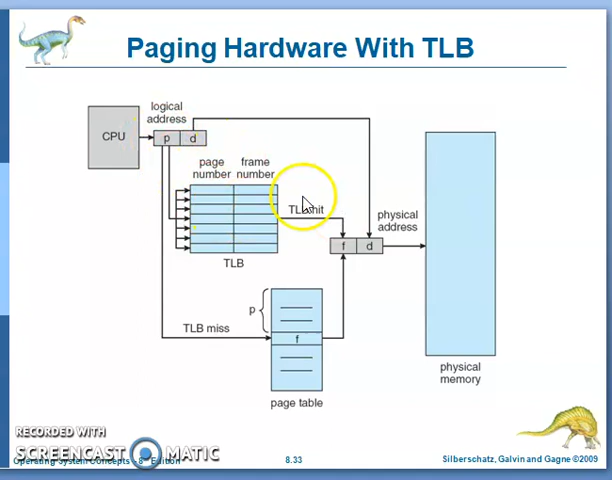 Paging Hardware With TLB
logical
address
CPU
p d
page
number
frame
number
TLB hit
physical
address
f d
TLB
p
TLB miss
f
physical
memory
page table
RECORDED WITH
SCREENCAST MATIC
Operating System Concepts - 8th Edition
8.33
Silberschatz, Galvin and Gagne ©2009